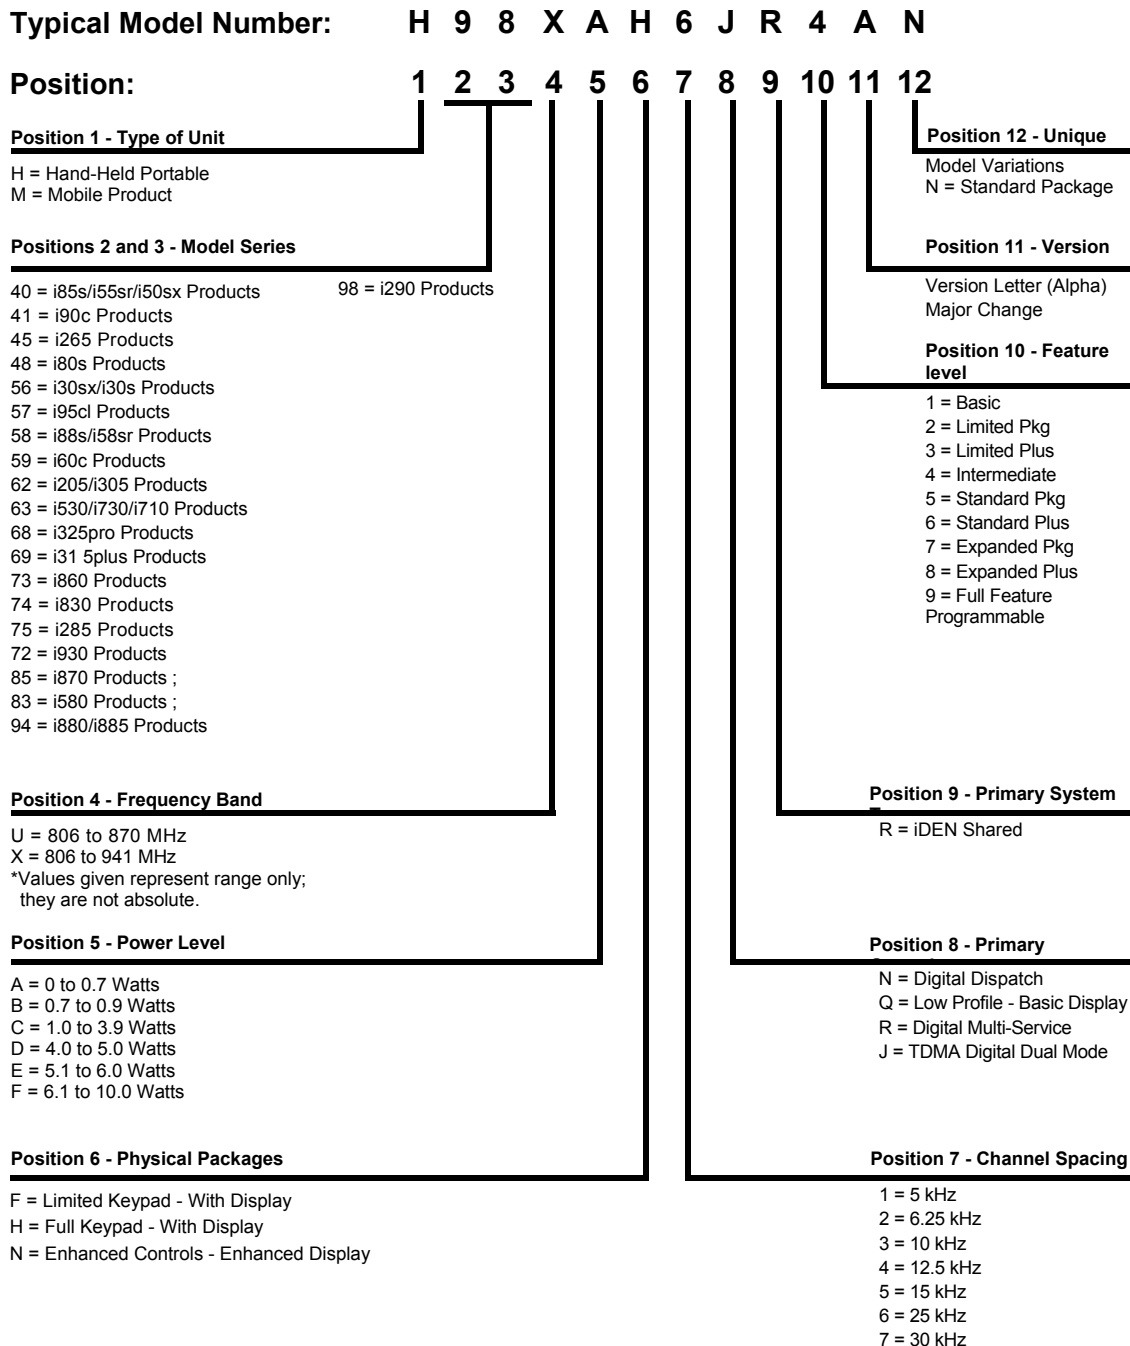 Typical Model Number: H 9 8 X A H 6 J R 4 A N
Position: 1 2 3 4 5 6 7 8 9 10 11 12
Position 1 - Type of Unit
H = Hand-Held Portable
M = Mobile Product
Positions 2 and 3 - Model Series
40 = i85s/i55sr/i50sx Products
41 = i90c Products
45 = i265 Products
48 = i80s Products
56 = i30sx/i30s Products
57 = i95cl Products
58 = i88s/i58sr Products
59 = i60c Products
62 = i205/i305 Products
63 = i530/i730/i710 Products
68 = i325pro Products
69 = i31 5plus Products
73 = i860 Products
74 = i830 Products
75 = i285 Products
72 = i930 Products
85 = i870 Products ;
83 = i580 Products ;
94 = i880/i885 Products
98 = i290 Products
Position 4 - Frequency Band
U = 806 to 870 MHz
X = 806 to 941 MHz
*Values given represent range only;
they are not absolute.
Position 5 - Power Level
A = 0 to 0.7 Watts
B = 0.7 to 0.9 Watts
C = 1.0 to 3.9 Watts
D = 4.0 to 5.0 Watts
E = 5.1 to 6.0 Watts
F = 6.1 to 10.0 Watts
Position 6 - Physical Packages
F = Limited Keypad - With Display
H = Full Keypad - With Display
N = Enhanced Controls - Enhanced Display
Position 12 - Unique
Model Variations
N = Standard Package
Position 11 - Version
Version Letter (Alpha)
Major Change
Position 10 - Feature
level
1 = Basic
2 = Limited Pkg
3 = Limited Plus
4 = Intermediate
5 = Standard Pkg
6 = Standard Plus
7 = Expanded Pkg
8 = Expanded Plus
9 = Full Feature
Programmable
Position 9 - Primary System
R = iDEN Shared
Position 8 - Primary
N = Digital Dispatch
Q = Low Profile - Basic Display
R = Digital Multi-Service
J = TDMA Digital Dual Mode
Position 7 - Channel Spacing
1 = 5 kHz
2 = 6.25 kHz
3 = 10 kHz
4 = 12.5 kHz
5 = 15 kHz
6 = 25 kHz
7 = 30 kHz